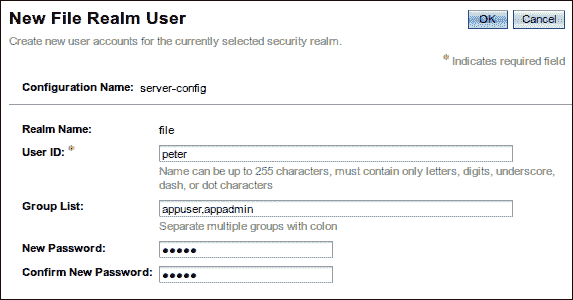 New File Realm User
OK Cancel
Create new user accounts for the currently selected security realm.
* Indicates required field
Configuration Name: server-config
Realm Name: file
User ID: * peter
Name can be up to 255 characters, must contain only letters, digits, underscore,
dash, or dot characters
Group List: appuser,appadmin
Separate multiple groups with colon
New Password: •••••
Confirm New Password: •••••